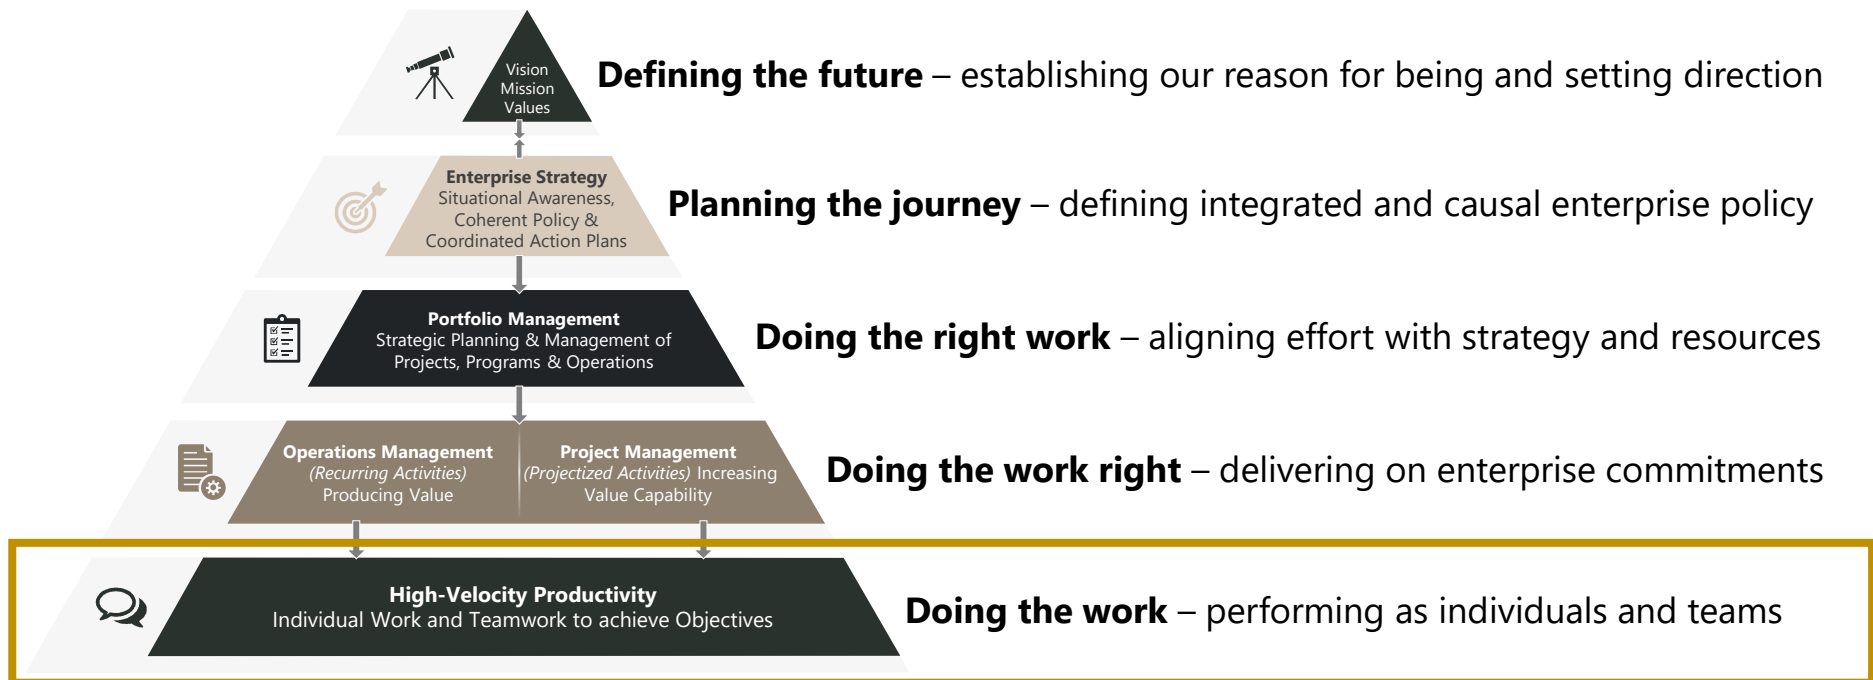 Vision
Mission
Values
Defining the future – establishing our reason for being and setting direction
Enterprise Strategy
Situational Awareness,
Coherent Policy &
Coordinated Action Plans
Planning the journey – defining integrated and causal enterprise policy
Portfolio Management
Strategic Planning & Management of
Projects, Programs & Operations
Doing the right work – aligning effort with strategy and resources
Operations Management
(Recurring Activities)
Producing Value
Project Management
(Projectized Activities) Increasing
Value Capability
Doing the work right – delivering on enterprise commitments
High-Velocity Productivity
Individual Work and Teamwork to achieve Objectives
Doing the work – performing as individuals and teams